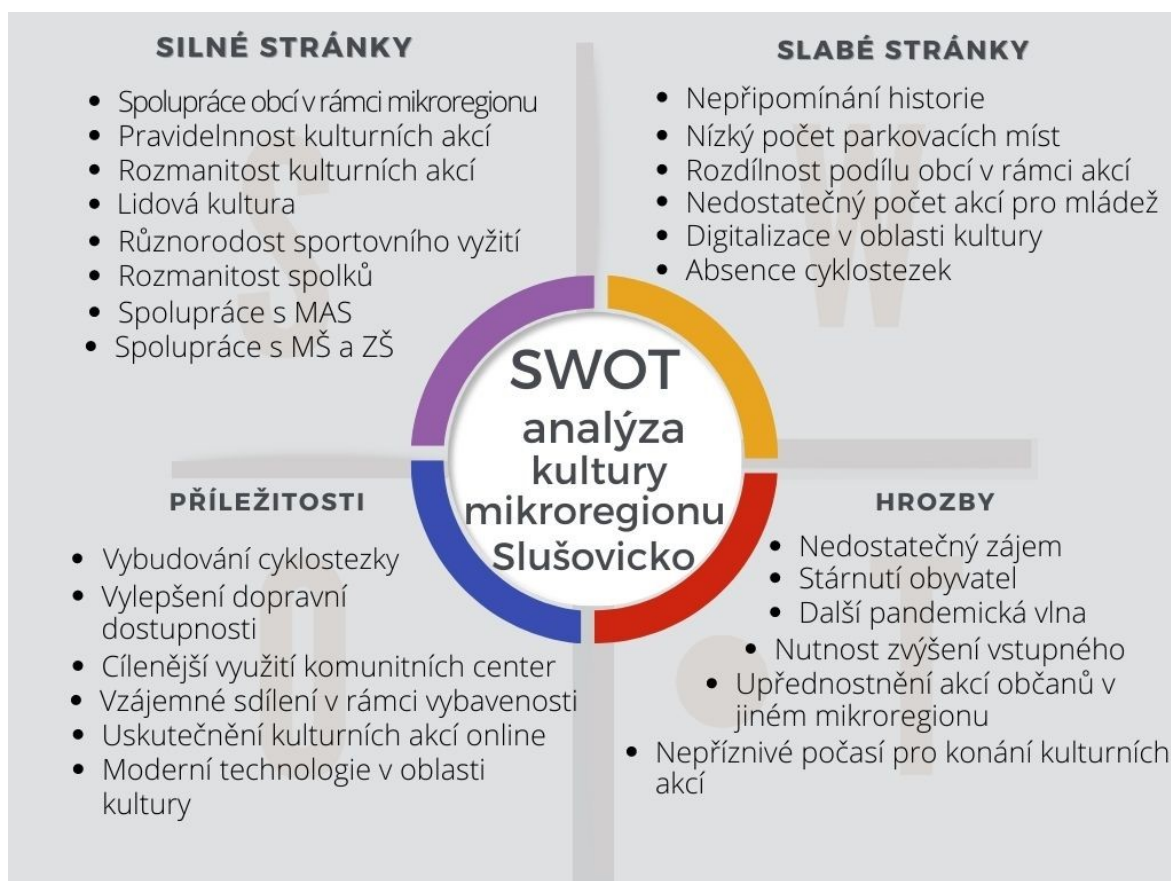 SILNÉ STRÁNKY
• Spolupráce obcí v rámci mikroregionu
• Pravidelnnost kulturních akcí
• Rozmanitost kulturních akcí
• Lidová kultura
• Různorodost sportovního vyžití
• Rozmanitost spolků
• Spolupráce s MAS
• Spolupráce s MŠ a ZŠ
SLABÉ STRÁNKY
• Nepřipomínání historie
• Nízký počet parkovacích míst
• Rozdílnost podílu obcí v rámci akcí
• Nedostatečný počet akcí pro mládež
• Digitalizace v oblasti kultury
• Absence cyklostezek
SWOT
analýza
kultury
mikroregionu
Slušovicko
PŘÍLEŽITOSTI
• Vybudování cyklostezky
• Vylepšení dopravní
dostupnosti
• Cílenější využití komunitních center
• Vzájemné sdílení v rámci vybavenosti
• Uskutečnění kulturních akcí online
• Moderní technologie v oblasti
kultury
HROZBY
• Nedostatečný zájem
• Stárnutí obyvatel
• Další pandemická vlna
• Nutnost zvýšení vstupného
• Upřednostnění akcí občanů v
jiném mikroregionu
• Nepříznivé počasí pro konání kulturních
akcí
S
W
O
T